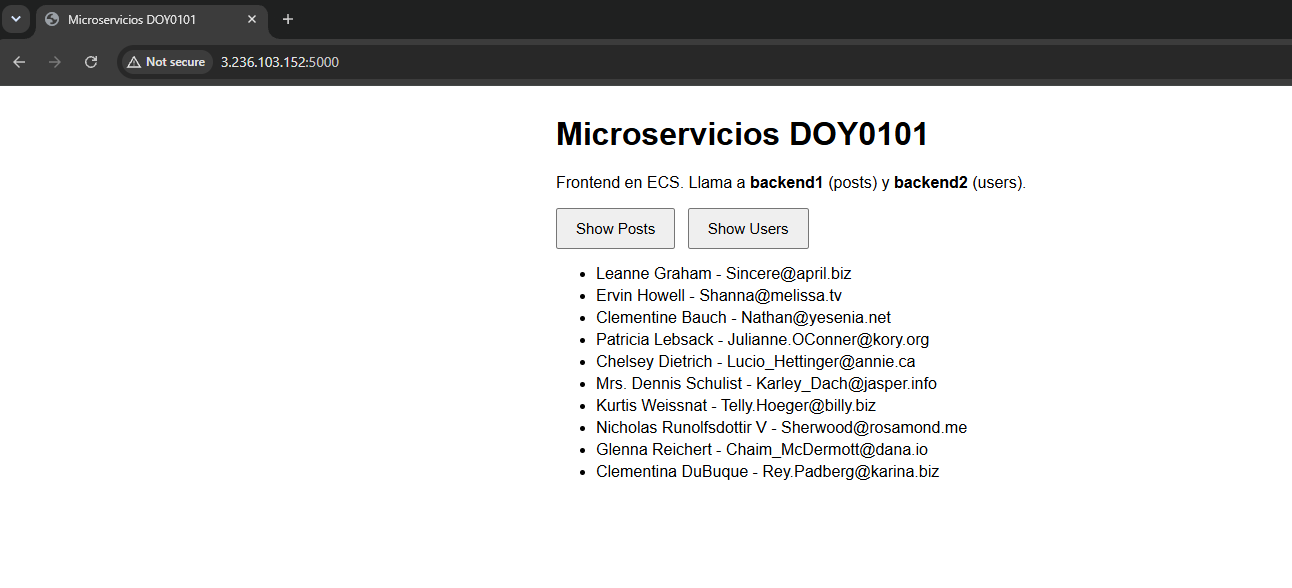 Microservicios DOY0101
Not secure 3.236.103.152:5000
Microservicios DOY0101
Frontend en ECS. Llama a backend1 (posts) y backend2 (users).
Show Posts Show Users
Leanne Graham - Sincere@april.biz
Ervin Howell - Shanna@melissa.tv
Clementine Bauch - Nathan@yesenia.net
Patricia Lebsack - Julianne.OConner@kory.org
Chelsey Dietrich - Lucio_Hettinger@annie.ca
Mrs. Dennis Schulist - Karley_Dach@jasper.info
Kurtis Weissnat - Telly.Hoeger@billy.biz
Nicholas Runolfsdottir V - Sherwood@rosamond.me
Glenna Reichert - Chaim_McDermott@dana.io
Clementina DuBuque - Rey.Padberg@karina.biz